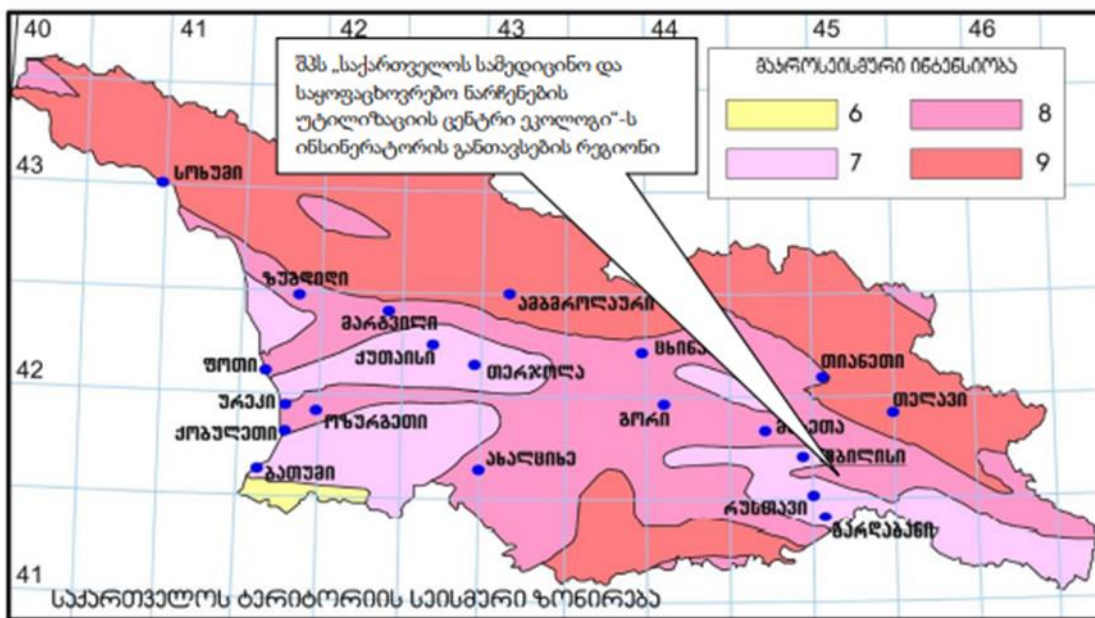 40 41 42 43 44 45 46
შპს „საქართველოს სამედიცინო და
საყოფაცხოვრებო ნარჩენების
უტილიზაციის ცენტრი ეკოლოგი“-ს
ინსინერატორის განთავსების რეგიონი
მაკროსეისმური ინტენსიობა
6 8
7 9
43
სოხუმი
ზუგდიდი
ამბმროლაური
მარტვილი
ქუთაისი
თერჯოლა
ფოთი
42
თიანეთი
თელავი
ურეკი
ოზურგეთი
გორი
ქობულეთი
თბილისი
ბათუმი
ახალციხე
რუსთავი
გარდაბანი
41
საქართველოს ტერიტორიის სეისმური ზონირება